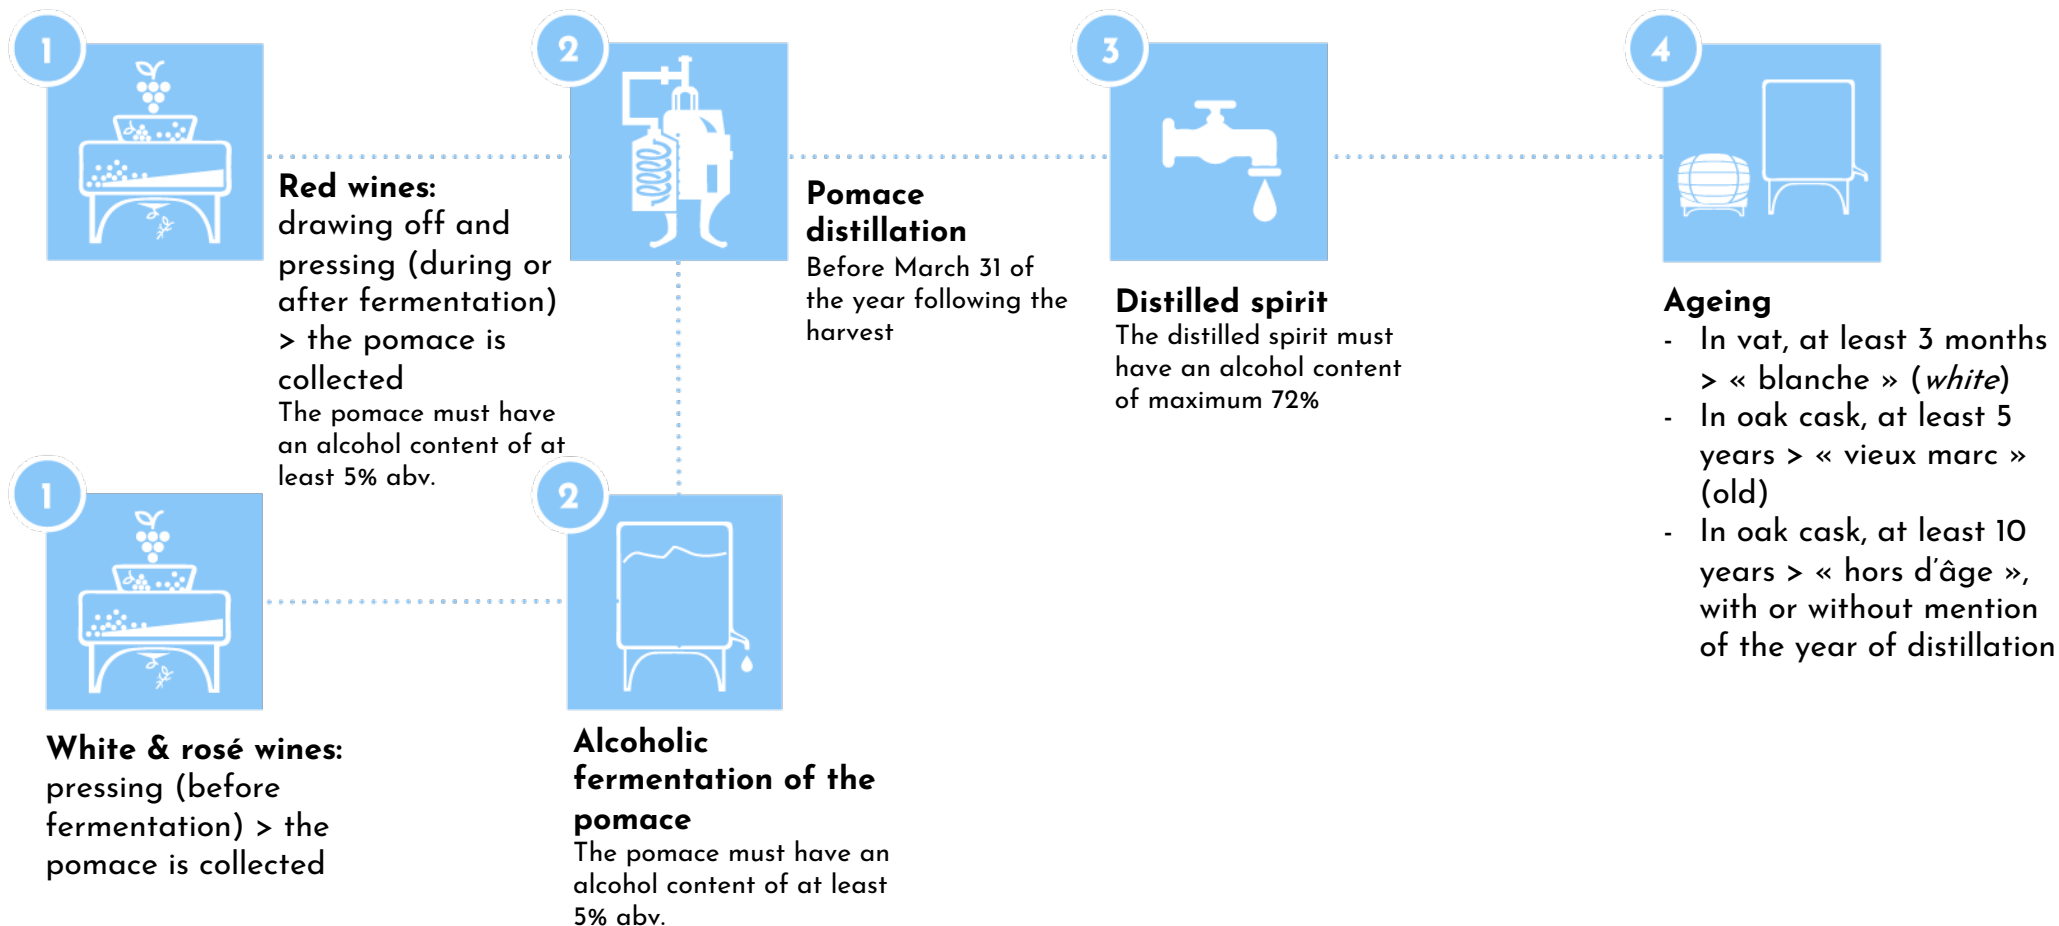 1
Red wines:
drawing off and
pressing (during or
after fermentation)
> the pomace is
collected
The pomace must have
an alcohol content of at
least 5% abv.
2
Pomace
distillation
Before March 31 of
the year following the
harvest
3
Distilled spirit
The distilled spirit must
have an alcohol content
of maximum 72%
4
Ageing
- In vat, at least 3 months
> « blanche » (white)
- In oak cask, at least 5
years > « vieux marc »
(old)
- In oak cask, at least 10
years > « hors d'âge »,
with or without mention
of the year of distillation
1
White & rosé wines:
pressing (before
fermentation) > the
pomace is collected
2
Alcoholic
fermentation of the
pomace
The pomace must have an
alcohol content of at least
5% abv.